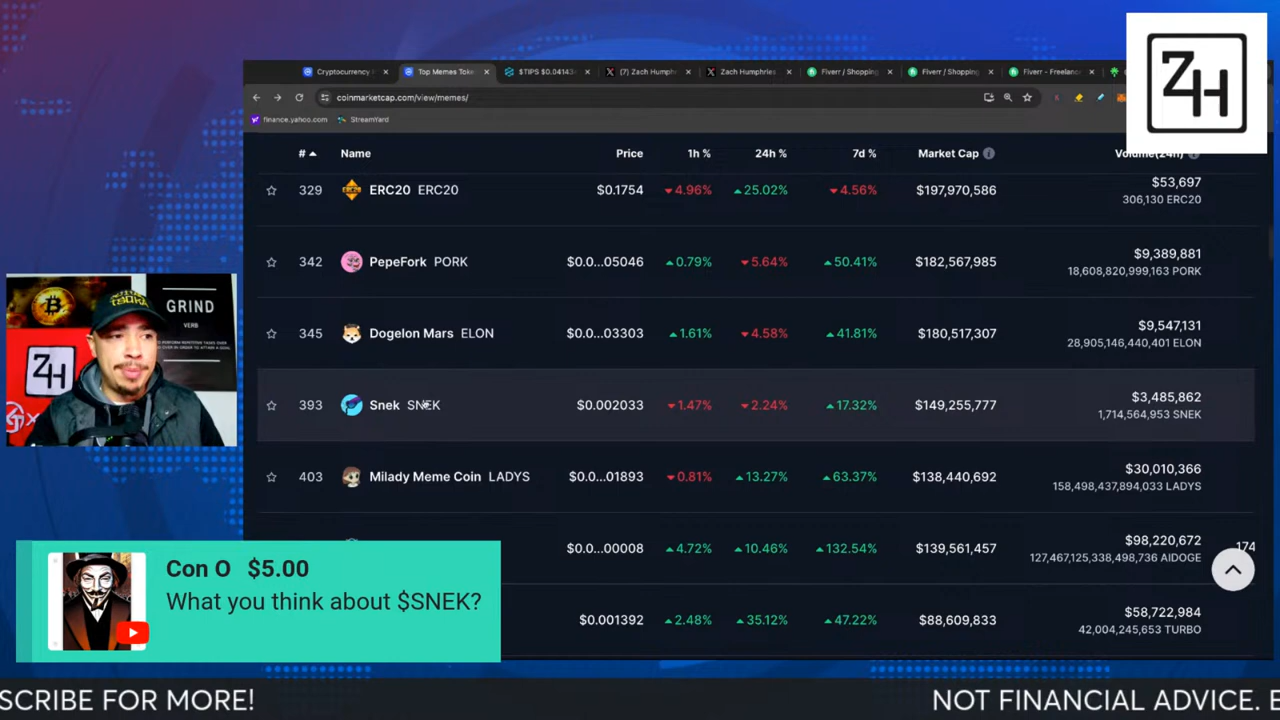 Cryptocurrency
Top Memes Toke
$TIPS $0.04143
(7) Zach Humph
Zach Humphries
Fiverr / Shopping
Fiverr / Shopping
Fiverr - Freelance
coinmarketcap.com/view/memes/
finance.yahoo.com
StreamYard
ZH
# Name Price 1h % 24h % 7d % Market Cap Volume(24h)
329 ERC20 ERC20 $0.1754 4.96% 25.02% 4.56% $197,970,586 $53,697
306,130 ERC20
342 PepeFork PORK $0.0...05046 0.79% 5.64% 50.41% $182,567,985 $9,389,881
18,608,820,999,163 PORK
345 Dogelon Mars ELON $0.0...03303 1.61% 4.58% 41.81% $180,517,307 $9,547,131
28,905,146,440,401 ELON
393 Snek SNEK $0.002033 1.47% 2.24% 17.32% $149,255,777 $3,485,862
1,714,564,953 SNEK
403 Milady Meme Coin LADYS $0.0...01893 0.81% 13.27% 63.37% $138,440,692 $30,010,366
158,498,437,894,033 LADYS
$0.0...00008 4.72% 10.46% 132.54% $139,561,457 $98,220,672 174
127,467,125,338,498,736 AIDOGE
$0.001392 2.48% 35.12% 47.22% $88,609,833 $58,722,984
42,004,245,653 TURBO
GRIND
VERB
ZH
Con O $5.00
What you think about $SNEK?
SCRIBE FOR MORE!
NOT FINANCIAL ADVICE. E